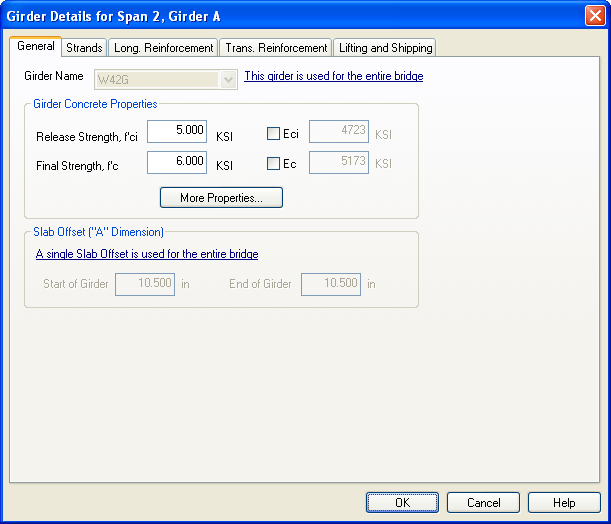 Girder Details for Span 2, Girder A
General Strands Long. Reinforcement Trans. Reinforcement Lifting and Shipping
Girder Name W42G This girder is used for the entire bridge
Girder Concrete Properties
Release Strength, f'ci 5.000 KSI Eci 4723 KSI
Final Strength, f'c 6.000 KSI Ec 5173 KSI
More Properties...
Slab Offset ("A" Dimension)
A single Slab Offset is used for the entire bridge
Start of Girder 10.500 in End of Girder 10.500 in
OK Cancel Help